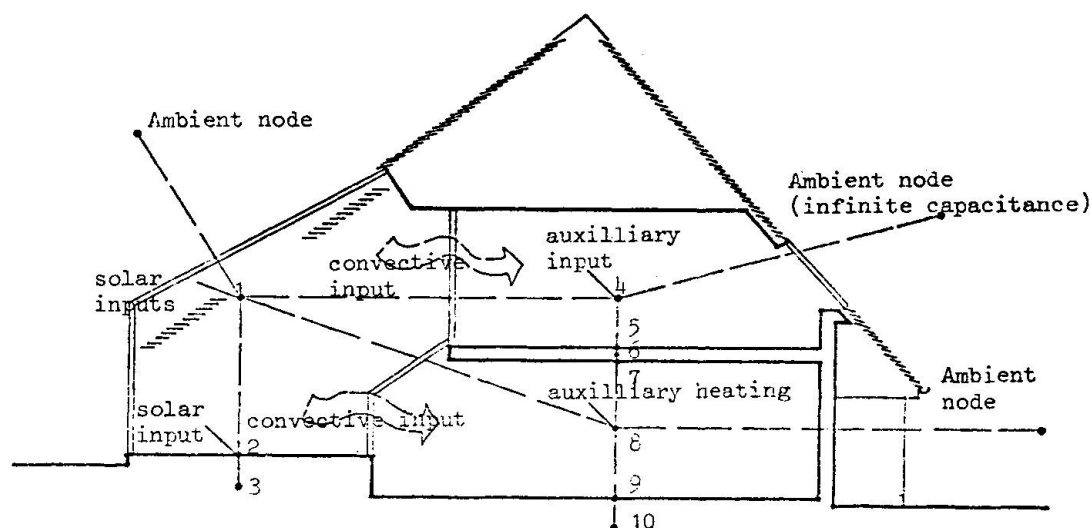 Ambient node
Ambient node
(infinite capacitance)
auxilliary
input
convective
input
solar
inputs
1
4
5
6
7
auxilliary heating
Ambient
node
solar
input
convective input
2
8
3
9
10